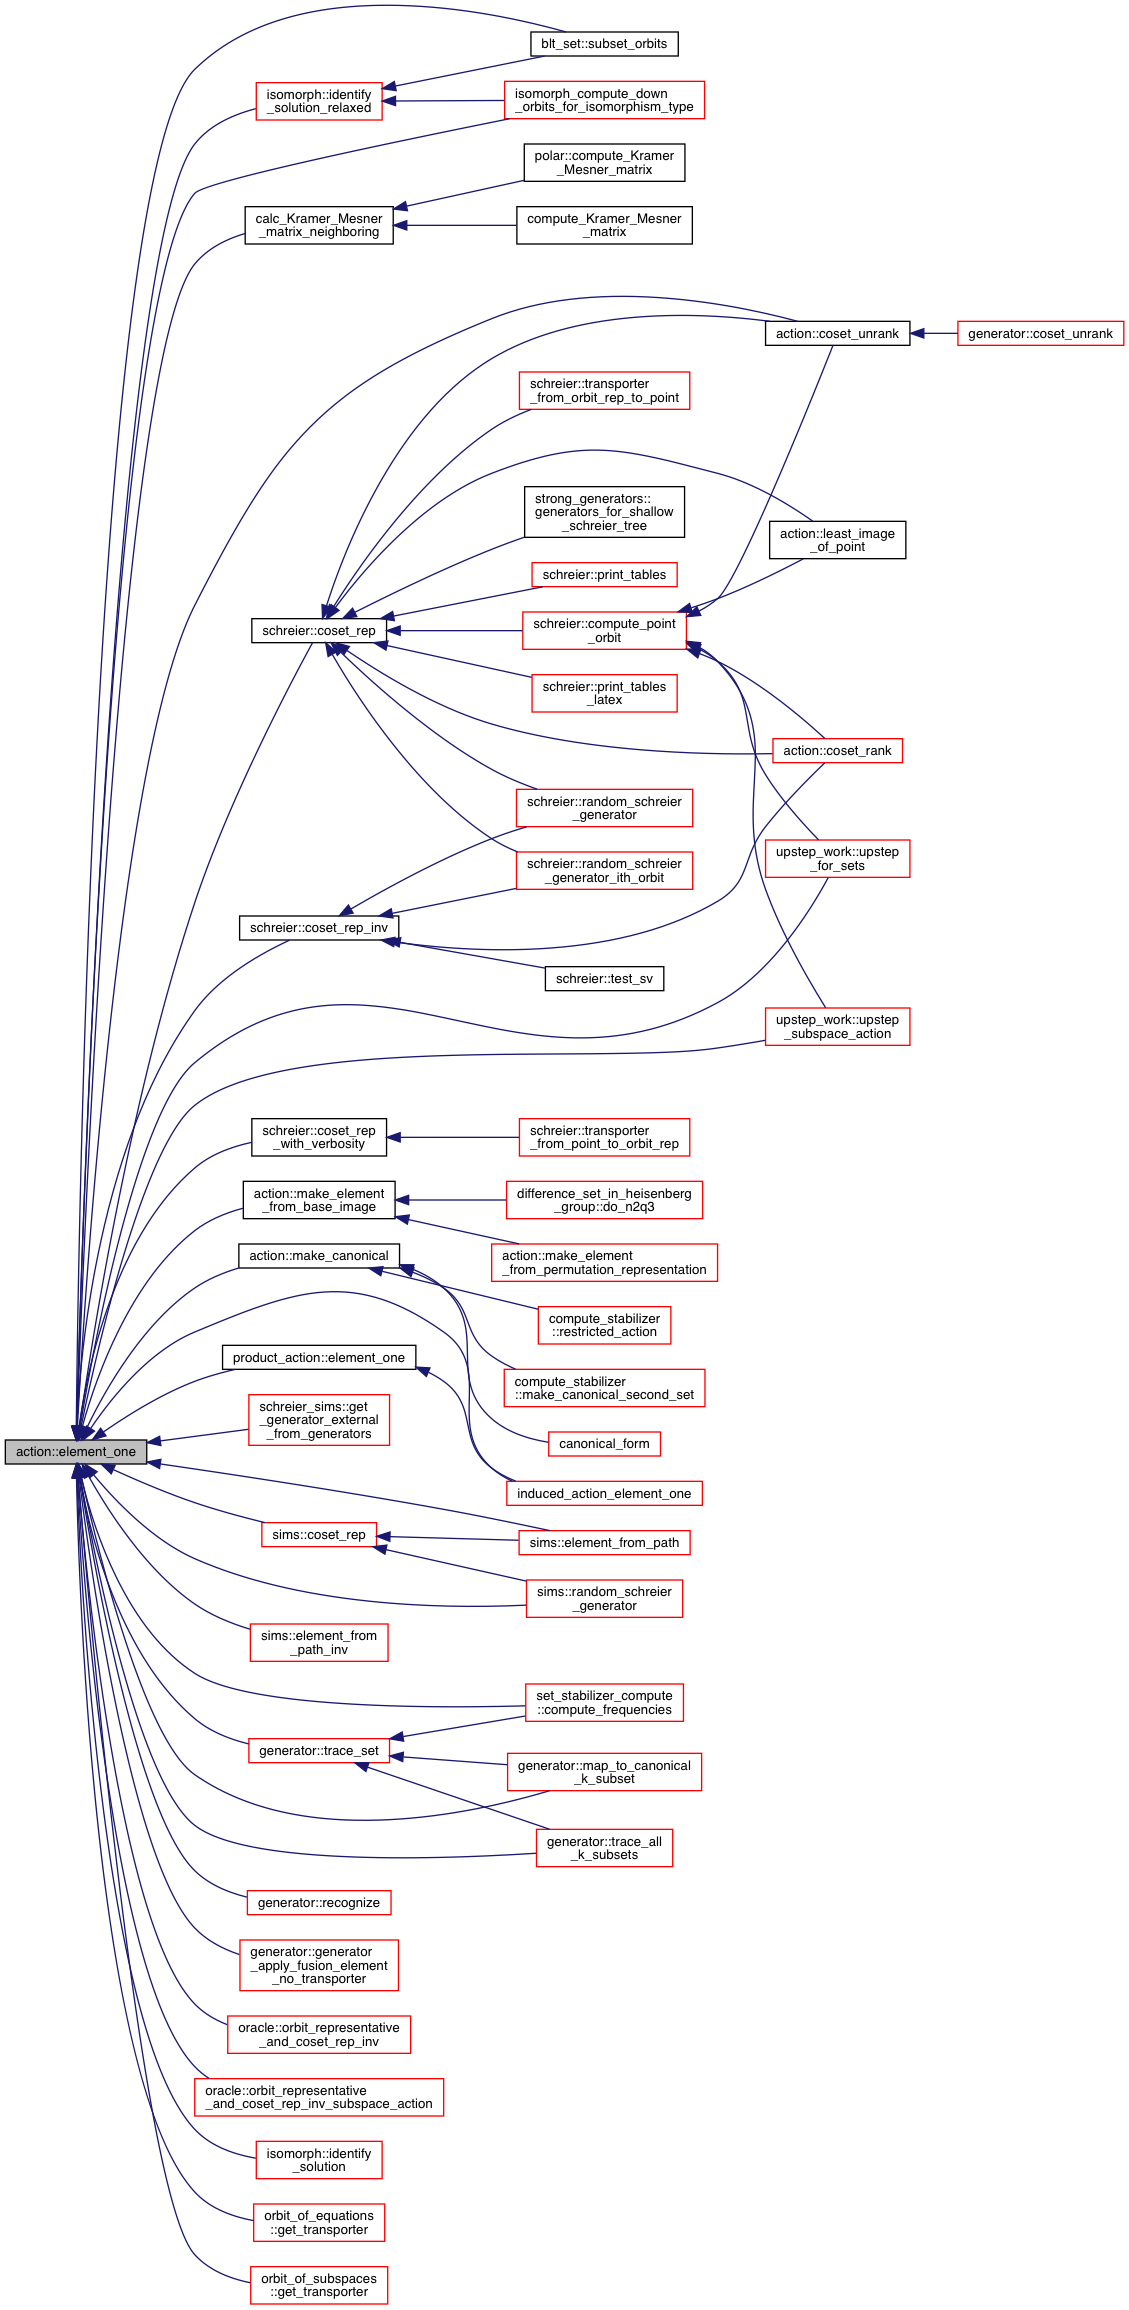 blt_set::subset_orbits
isomorph::identify
_solution_relaxed
isomorph_compute_down
_orbits_for_isomorphism_type
polar::compute_Kramer
_Mesner_matrix
calc_Kramer_Mesner
_matrix_neighboring
compute_Kramer_Mesner
_matrix
action::coset_unrank
generator::coset_unrank
schreier::transporter
_from_orbit_rep_to_point
strong_generators::
generators_for_shallow
_schreier_tree
action::least_image
_of_point
schreier::print_tables
schreier::coset_rep
schreier::compute_point
_orbit
schreier::print_tables
_latex
action::coset_rank
schreier::random_schreier
_generator
upstep_work::upstep
_for_sets
schreier::random_schreier
_generator_ith_orbit
schreier::coset_rep_inv
schreier::test_sv
upstep_work::upstep
_subspace_action
schreier::coset_rep
_with_verbosity
schreier::transporter
_from_point_to_orbit_rep
action::make_element
_from_base_image
difference_set_in_heisenberg
_group::do_n2q3
action::make_canonical
action::make_element
_from_permutation_representation
compute_stabilizer
::restricted_action
product_action::element_one
compute_stabilizer
::make_canonical_second_set
schreier_sims::get
_generator_external
_from_generators
canonical_form
action::element_one
induced_action_element_one
sims::coset_rep
sims::element_from_path
sims::random_schreier
_generator
sims::element_from
_path_inv
set_stabilizer_compute
::compute_frequencies
generator::trace_set
generator::map_to_canonical
_k_subset
generator::trace_all
_k_subsets
generator::recognize
generator::generator
_apply_fusion_element
_no_transporter
oracle::orbit_representative
_and_coset_rep_inv
oracle::orbit_representative
_and_coset_rep_inv_subspace_action
isomorph::identify
_solution
orbit_of_equations
::get_transporter
orbit_of_subspaces
::get_transporter